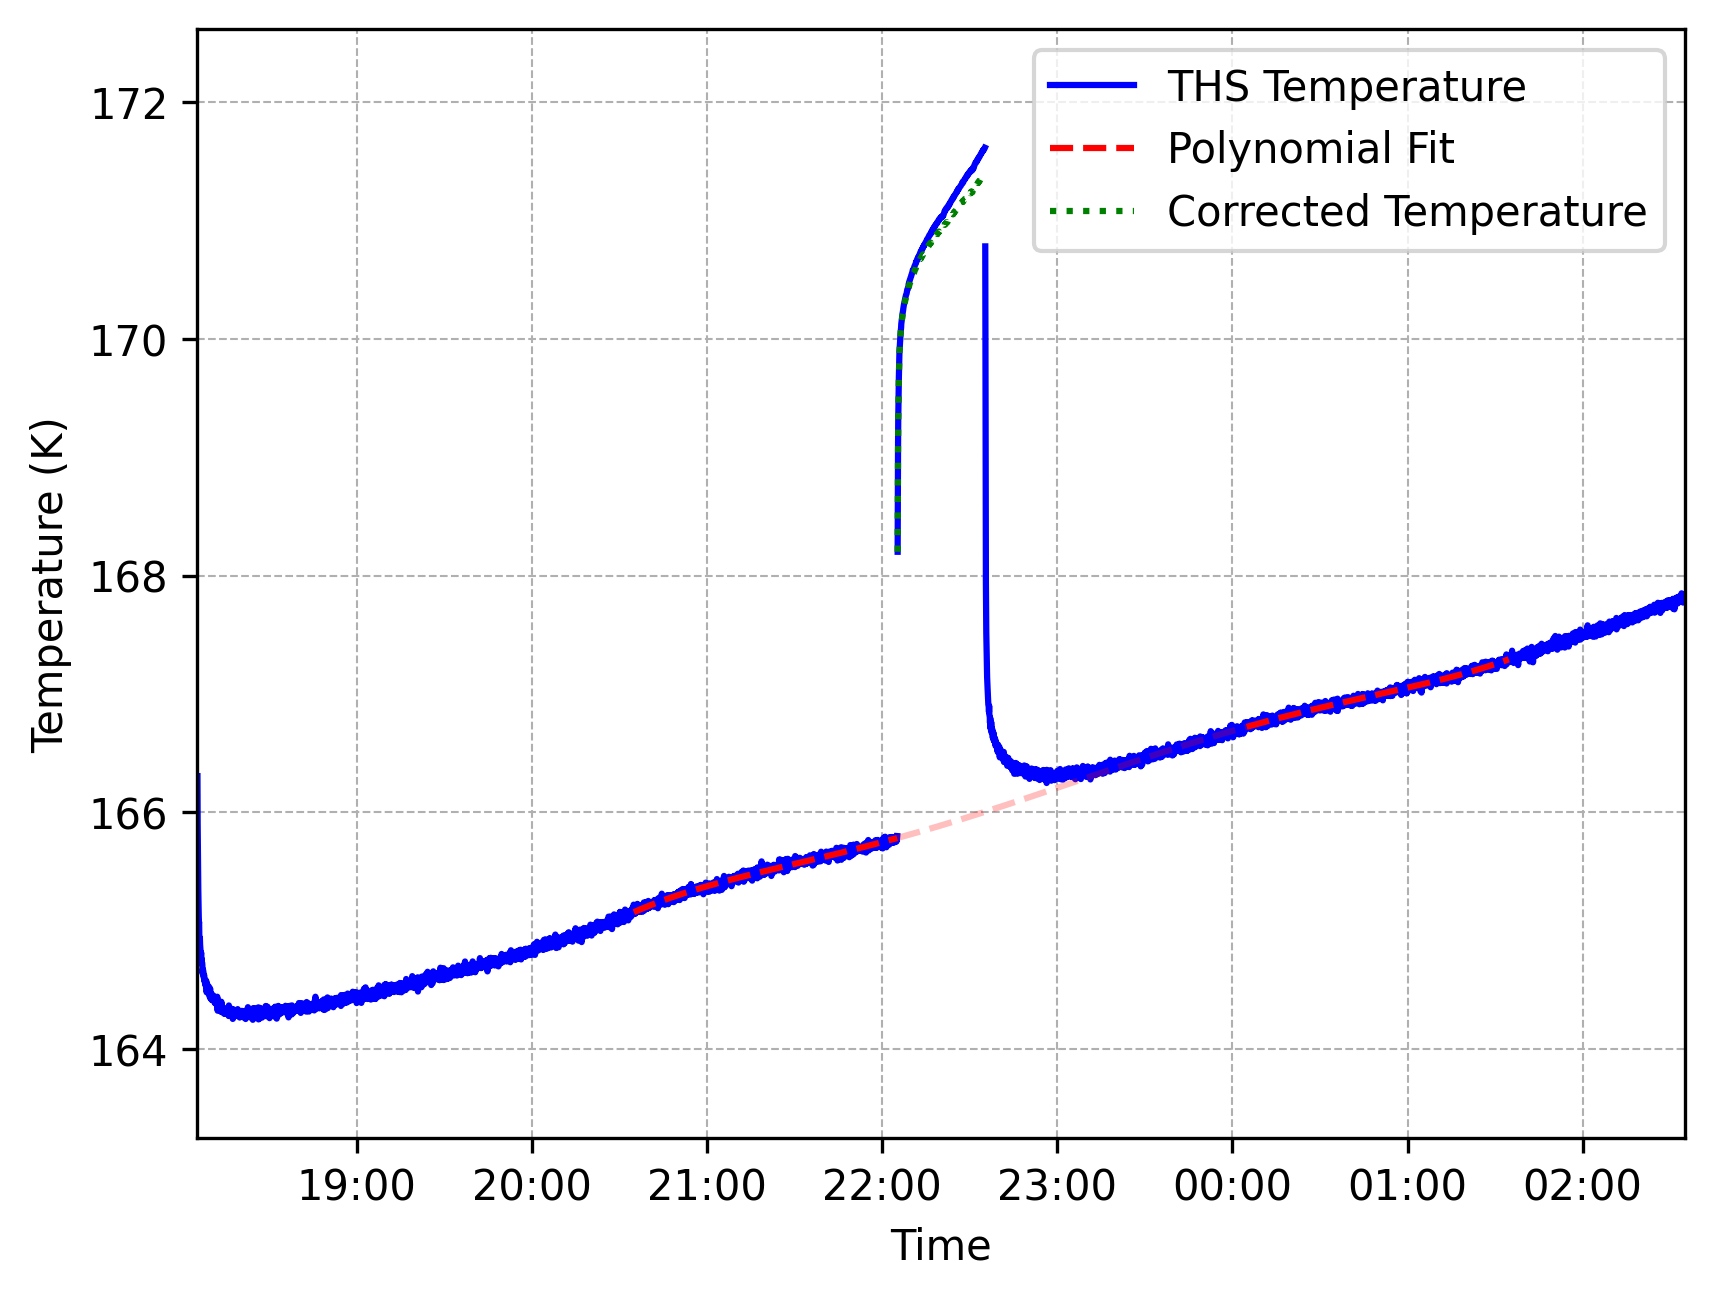 172
170
168
166
164
Temperature (K)
THS Temperature
Polynomial Fit
Corrected Temperature
19:00
20:00
21:00
22:00
23:00
00:00
01:00
02:00
Time